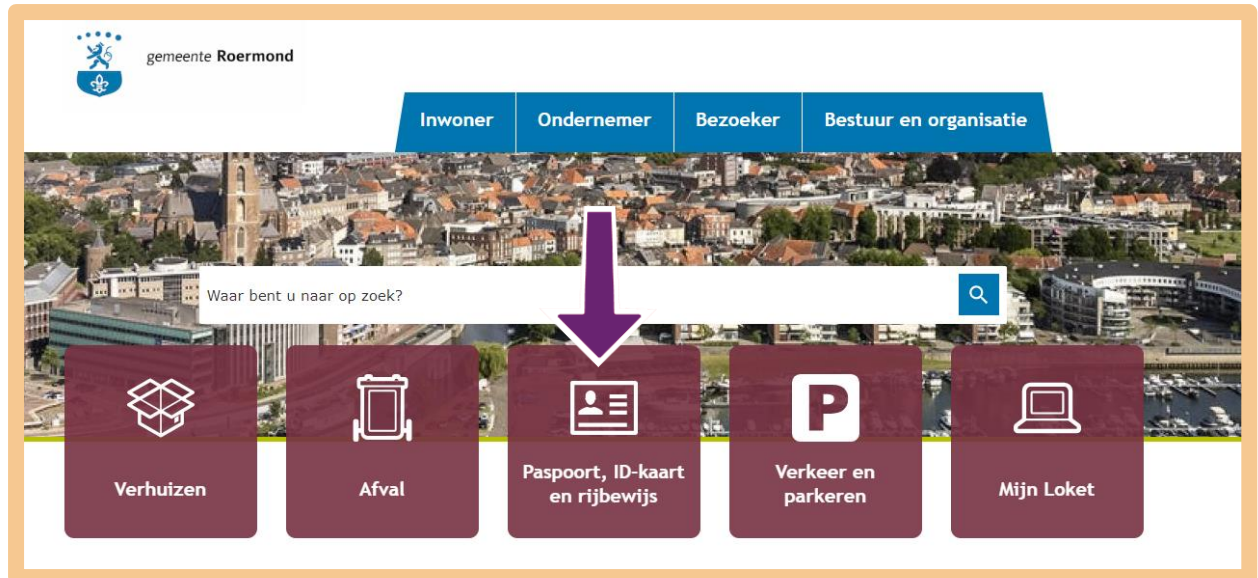 gemeente Roermond
Inwoner
Ondernemer
Bezoeker
Bestuur en organisatie
Waar bent u naar op zoek?
Verhuizen
Afval
Paspoort, ID-kaart
en rijbewijs
P
Verkeer en
parkeren
Mijn Loket